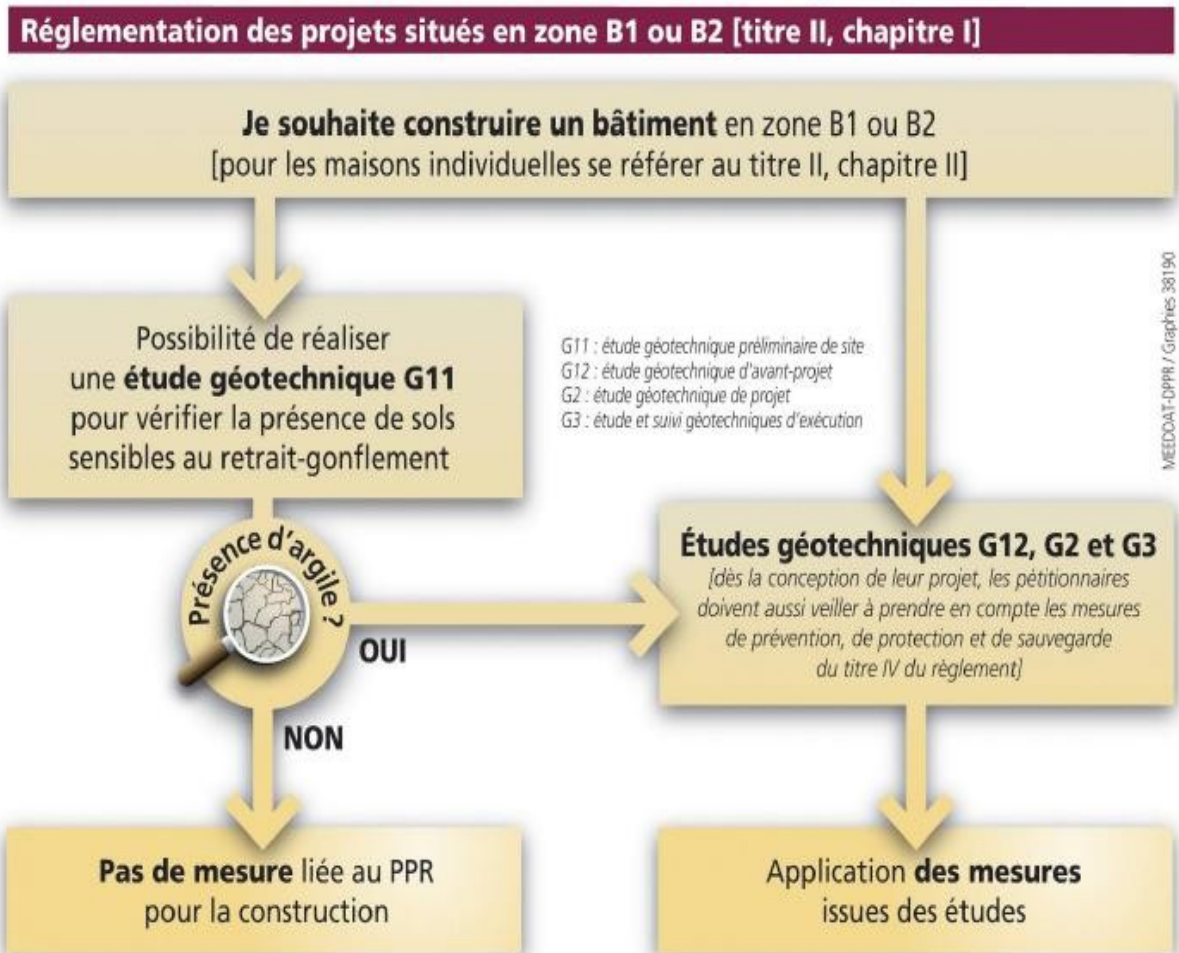 Réglementation des projets situés en zone B1 ou B2 [titre II, chapitre I]
Je souhaite construire un bâtiment en zone B1 ou B2
[pour les maisons individuelles se référer au titre II, chapitre II]
Possibilité de réaliser
une étude géotechnique G11
pour vérifier la présence de sols
sensibles au retrait-gonflement
G11 : étude géotechnique préliminaire de site
G12 : étude géotechnique d'avant-projet
G2 : étude géotechnique de projet
G3 : étude et suivi géotechniques d'exécution
MEEDDAT-DPPR / Graphies 38190
Présence d'argile ?
OUI
NON
Études géotechniques G12, G2 et G3
[dès la conception de leur projet, les pétitionnaires
doivent aussi veiller à prendre en compte les mesures
de prévention, de protection et de sauvegarde
du titre IV du règlement]
Pas de mesure liée au PPR
pour la construction
Application des mesures
issues des études